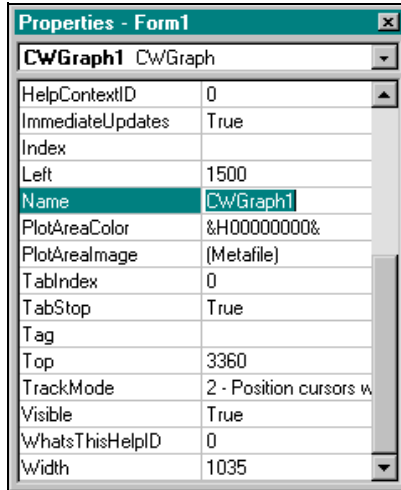 Properties - Form1
CWGraph1 CWGraph
HelpContextID 0
ImmediateUpdates True
Index
Left 1500
Name CWGraph1
PlotAreaColor &H00000000&
PlotAreaImage (Metafile)
TabIndex 0
TabStop True
Tag
Top 3360
TrackMode 2 - Position cursors w
Visible True
WhatsThisHelpID 0
Width 1035